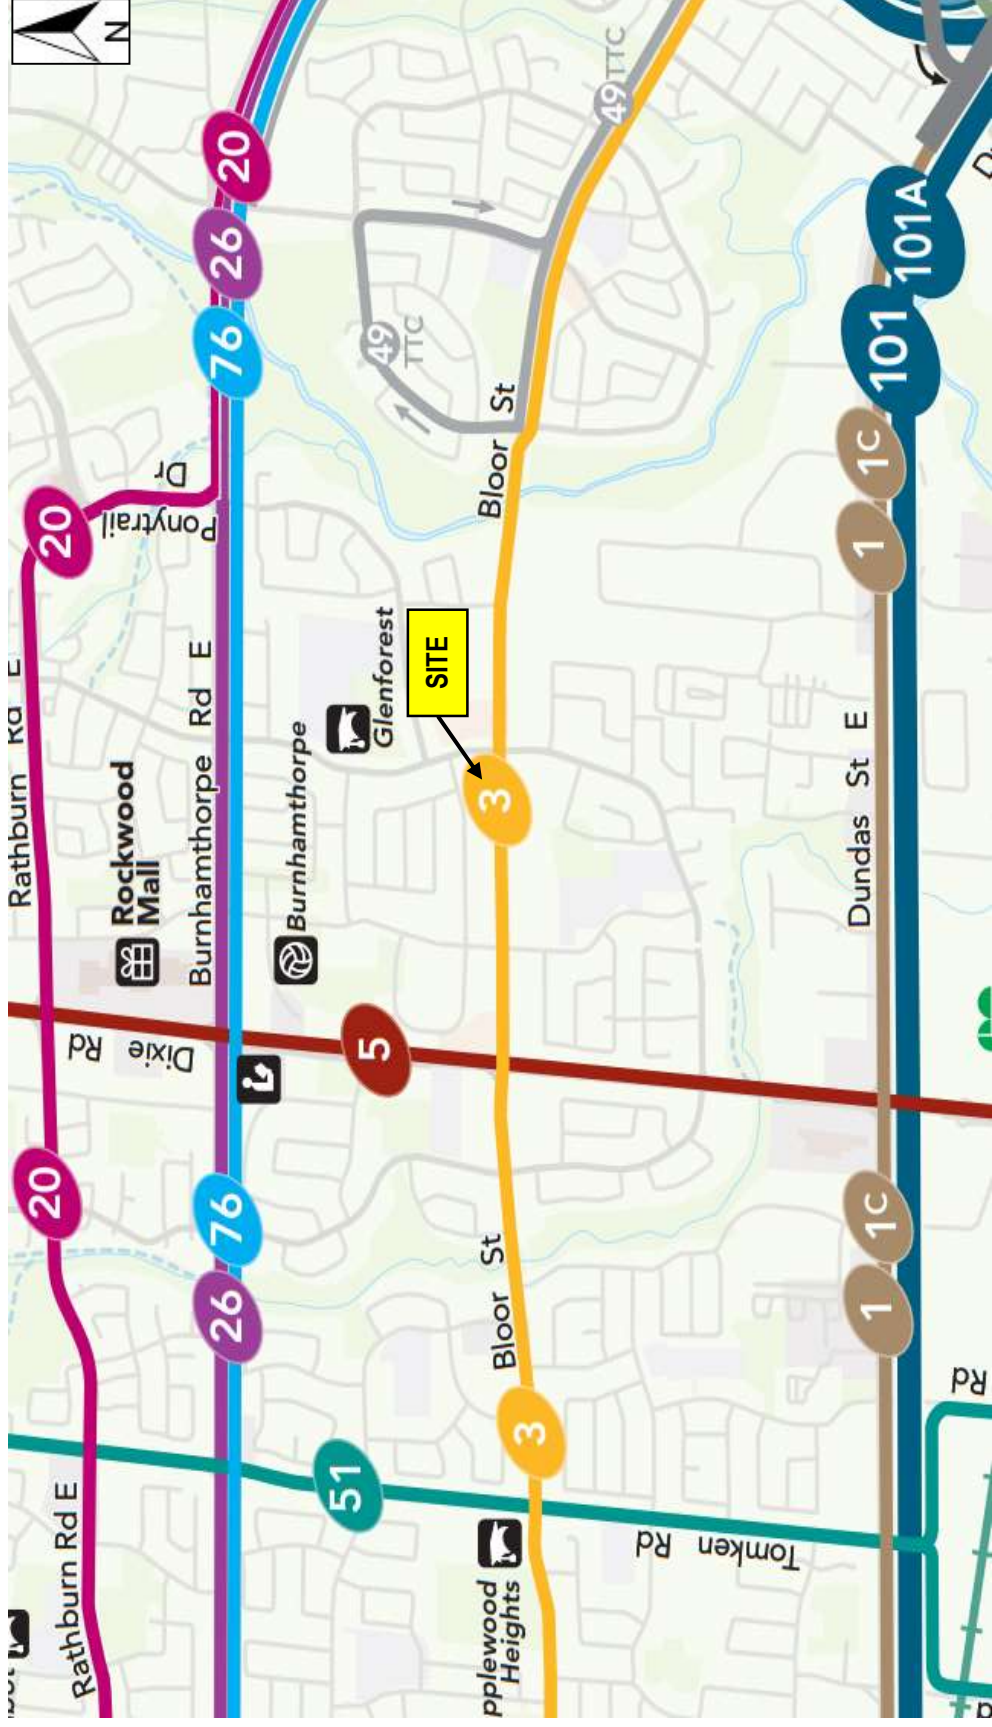 N
Rathburn Rd E
Rathburn Rd E
20
20
Dixie Rd
Rockwood
Mall
Ponytrail Dr
Burnhamthorpe Rd E
26
76
76
26
20
Burnhamthorpe
51
5
Glenforest
49
TTC
SITE
pplewood
Heights
Bloor St
3
3
Bloor St
49 TTC
Tomken Rd
Dundas St E
1
1C
1
1C
101
101A
Rd